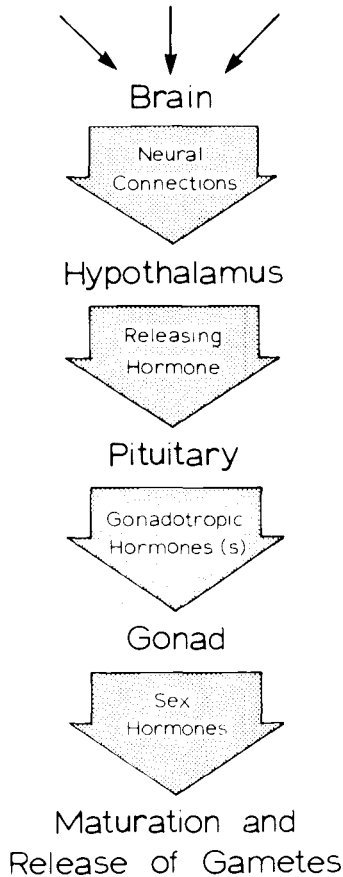 Brain
Neural
Connections
Hypothalamus
Releasing
Hormone
Pituitary
Gonadotropic
Hormones (s)
Gonad
Sex
Hormones
Maturation and
Release of Gametes